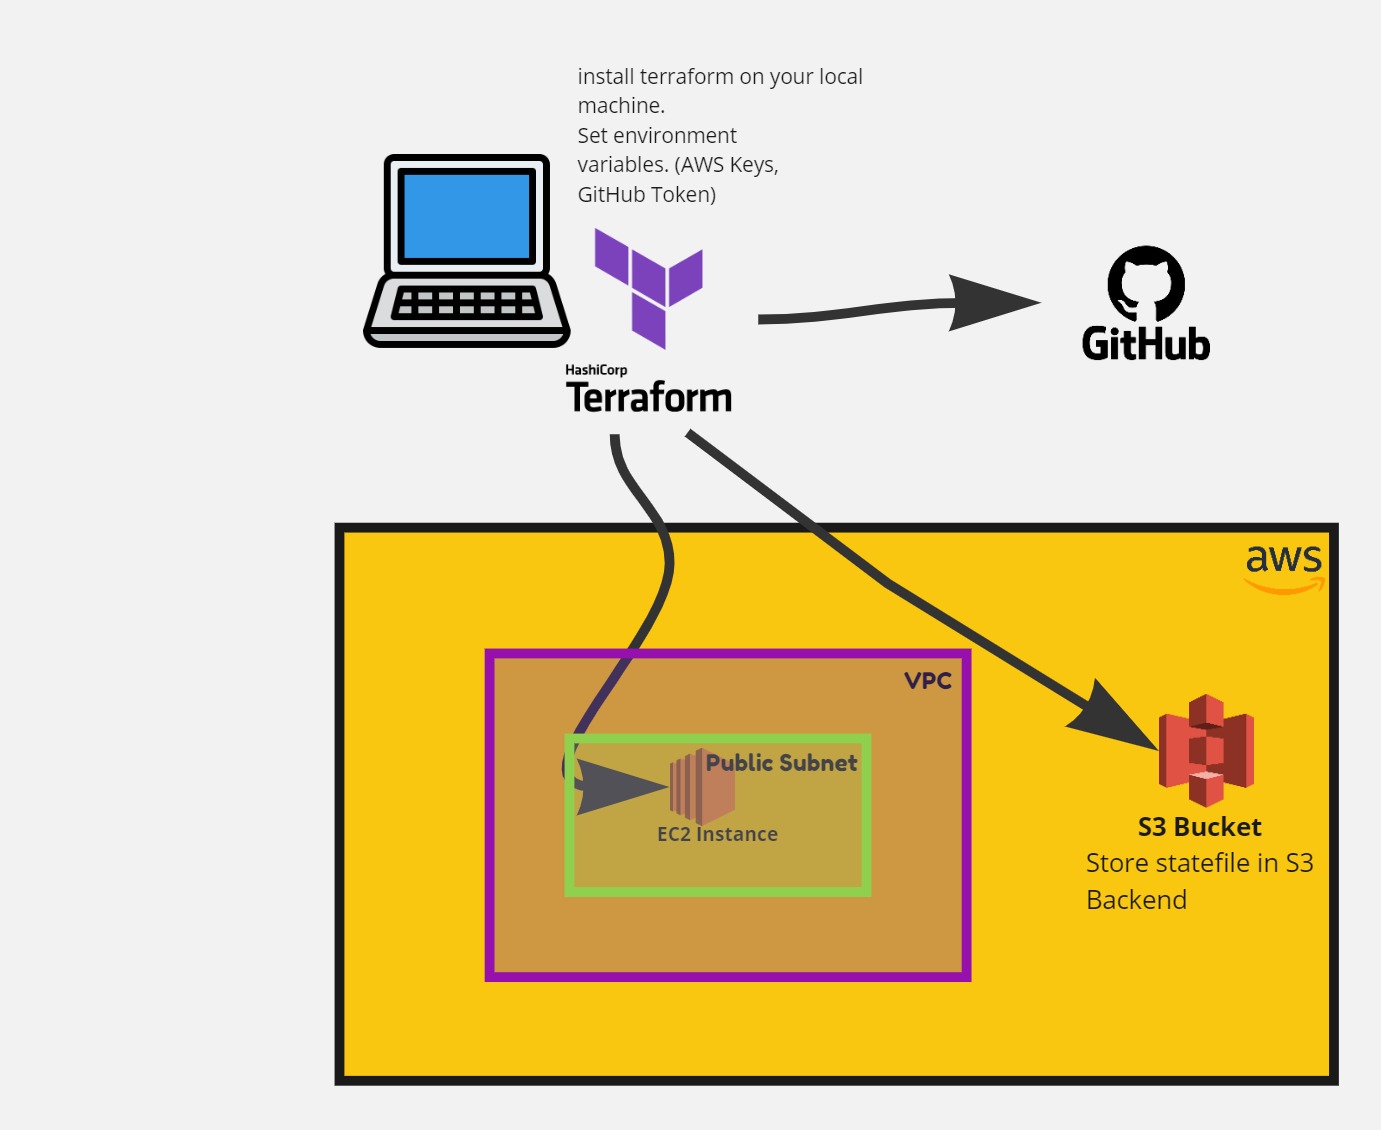 install terraform on your local
machine.
Set environment
variables. (AWS Keys,
GitHub Token)
GitHub
HashiCorp
Terraform
aws
VPC
Public Subnet
EC2 Instance
S3 Bucket
Store statefile in S3
Backend